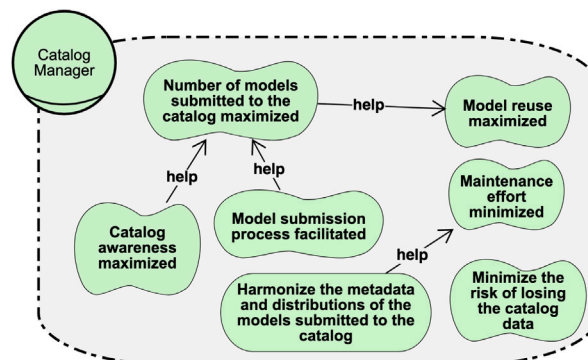 Catalog
Manager
Number of models
submitted to the
catalog maximized
help
Model reuse
maximized
help
help
Maintenance
effort
minimized
Catalog
awareness
maximized
Model submission
process facilitated
help
Harmonize the metadata
and distributions of the
models submitted to the
catalog
Minimize the
risk of losing
the catalog
data